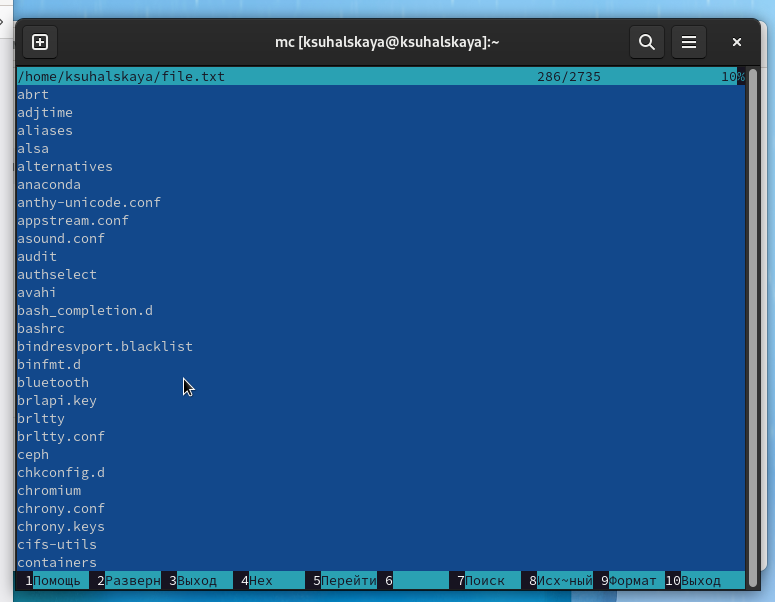 mc [ksuhalskaya@ksuhalskaya]:~
/home/ksuhalskaya/file.txt 286/2735 10%
abrt
adjtime
aliases
alsa
alternatives
anaconda
anthy-unicode.conf
appstream.conf
asound.conf
audit
authselect
avahi
bash_completion.d
bashrc
bindresvport.blacklist
binfmt.d
bluetooth
brlapi.key
brltty
brltty.conf
ceph
chkconfig.d
chromium
chrony.conf
chrony.keys
cifs-utils
containers
1Помощь 2Разверн 3Выход 4Hex 5Перейти 6 7Поиск 8Исх~ный 9Формат 10Выход